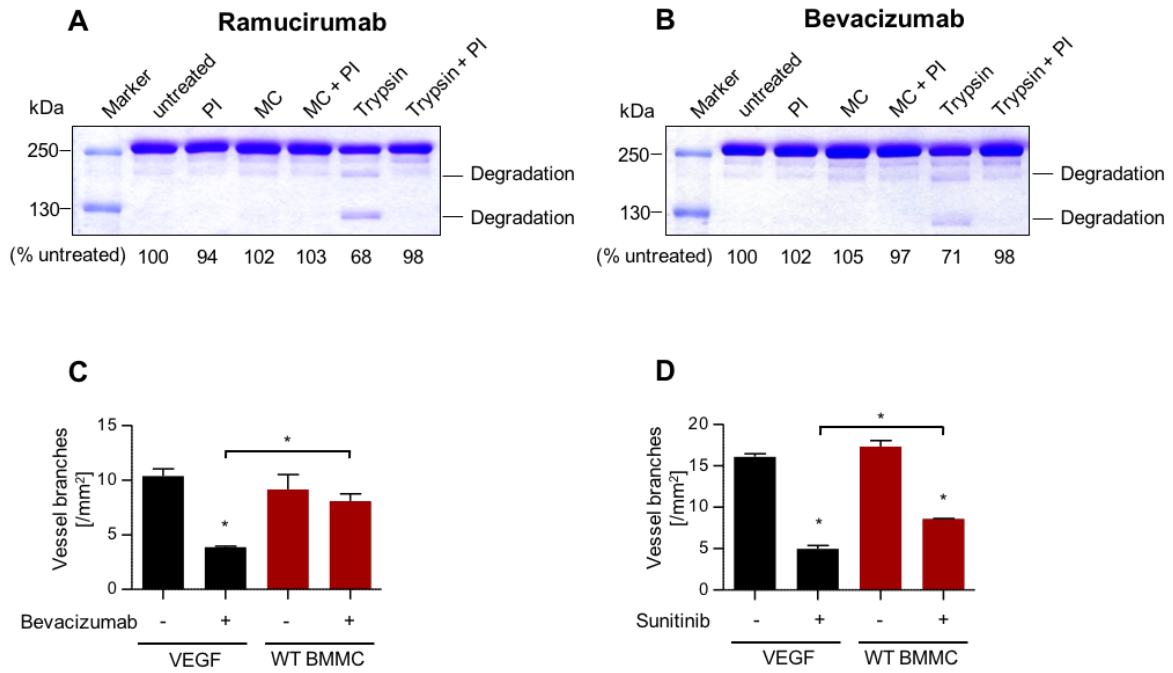 A
Ramucirumab
kDa
Marker
untreated
PI
MC
MC + PI
Trypsin
Trypsin + PI
250
130
Degradation
Degradation
(% untreated) 100 94 102 103 68 98
B
Bevacizumab
kDa
Marker
untreated
PI
MC
MC + PI
Trypsin
Trypsin + PI
250
130
Degradation
Degradation
(% untreated) 100 102 105 97 71 98
C
Vessel branches
[/mm²]
15
10
5
0
*
*
Bevacizumab - + - +
VEGF WT BMMC
D
Vessel branches
[/mm²]
20
15
10
5
0
*
*
*
Sunitinib - + - +
VEGF WT BMMC